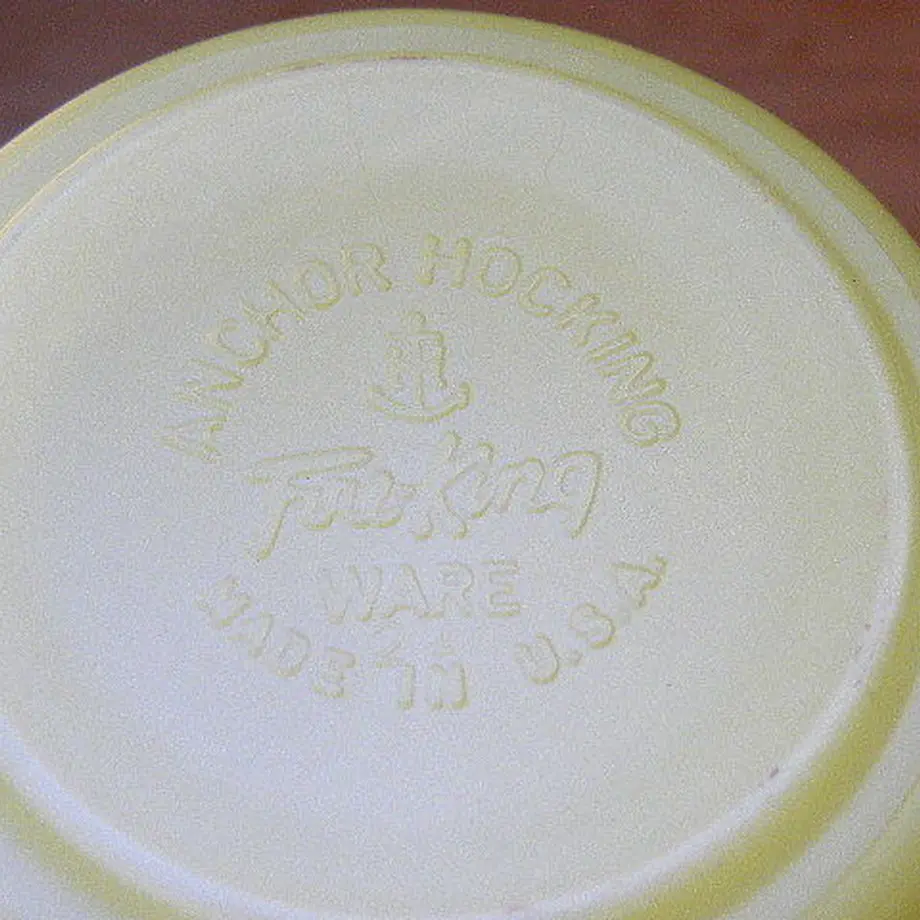 ANCHOR HOCKING
Fire-King
WARE
MADE IN U.S.A